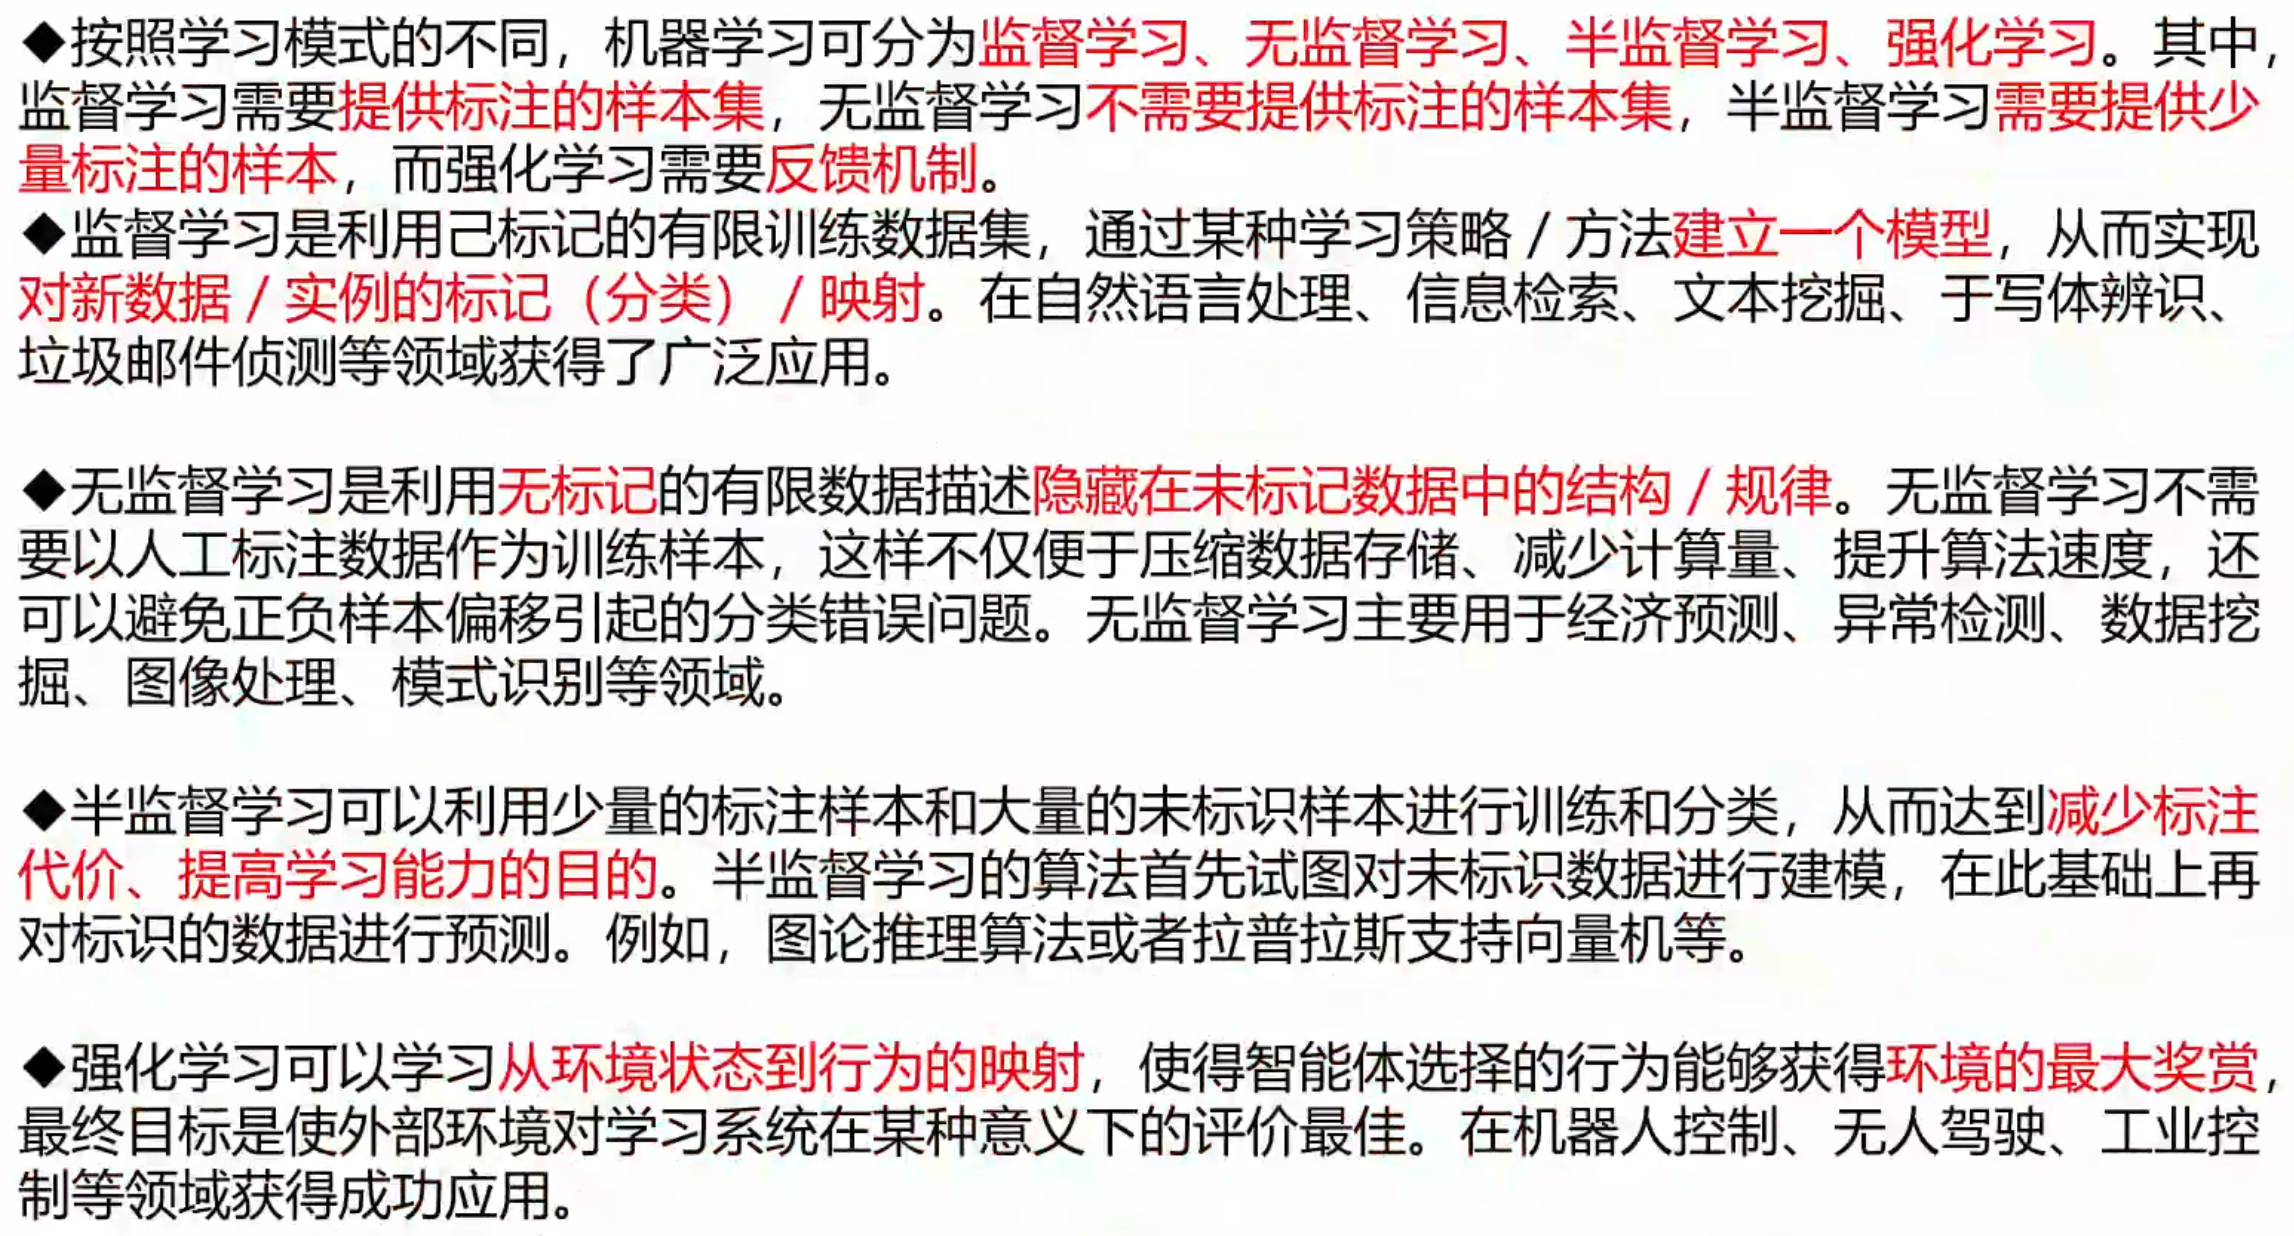 ◆按照学习模式的不同，机器学习可分为监督学习、无监督学习、半监督学习、强化学习。其中，
监督学习需要提供标注的样本集，无监督学习不需要提供标注的样本集，半监督学习需要提供少
量标注的样本，而强化学习需要反馈机制。
◆监督学习是利用己标记的有限训练数据集，通过某种学习策略 / 方法建立一个模型，从而实现
对新数据 / 实例的标记（分类） / 映射。在自然语言处理、信息检索、文本挖掘、于写体辨识、
垃圾邮件侦测等领域获得了广泛应用。
◆无监督学习是利用无标记的有限数据描述隐藏在未标记数据中的结构 / 规律。无监督学习不需
要以人工标注数据作为训练样本，这样不仅便于压缩数据存储、减少计算量、提升算法速度，还
可以避免正负样本偏移引起的分类错误问题。无监督学习主要用于经济预测、异常检测、数据挖
掘、图像处理、模式识别等领域。
◆半监督学习可以利用少量的标注样本和大量的未标识样本进行训练和分类，从而达到减少标注
代价、提高学习能力的目的。半监督学习的算法首先试图对未标识数据进行建模，在此基础上再
对标识的数据进行预测。例如，图论推理算法或者拉普拉斯支持向量机等。
◆强化学习可以学习从环境状态到行为的映射，使得智能体选择的行为能够获得环境的最大奖赏，
最终目标是使外部环境对学习系统在某种意义下的评价最佳。在机器人控制、无人驾驶、工业控
制等领域获得成功应用。